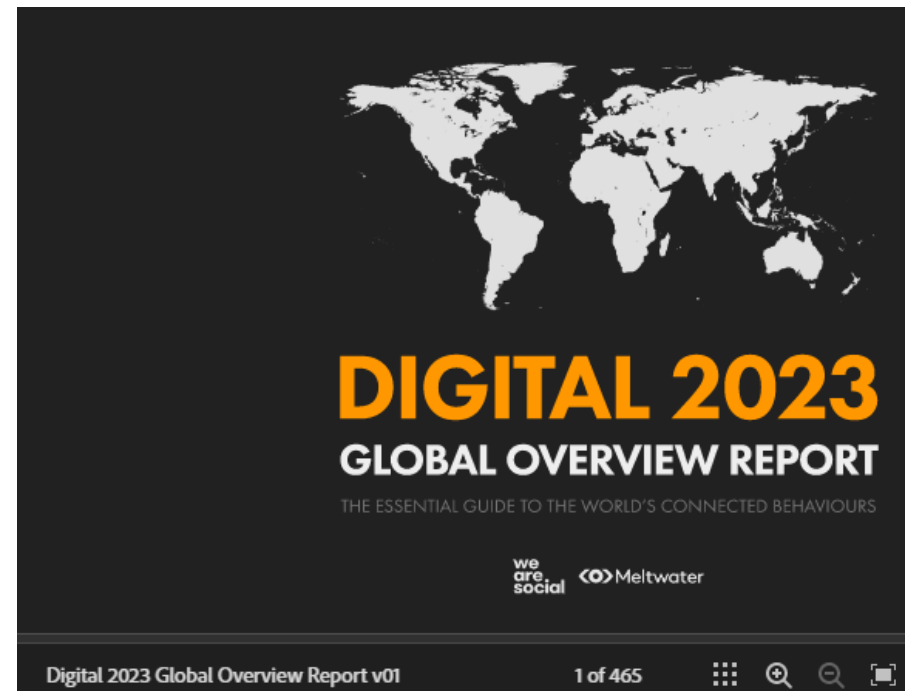 DIGITAL 2023
GLOBAL OVERVIEW REPORT
THE ESSENTIAL GUIDE TO THE WORLD'S CONNECTED BEHAVIOURS
we
are.
social
Meltwater
Digital 2023 Global Overview Report v01
1 of 465